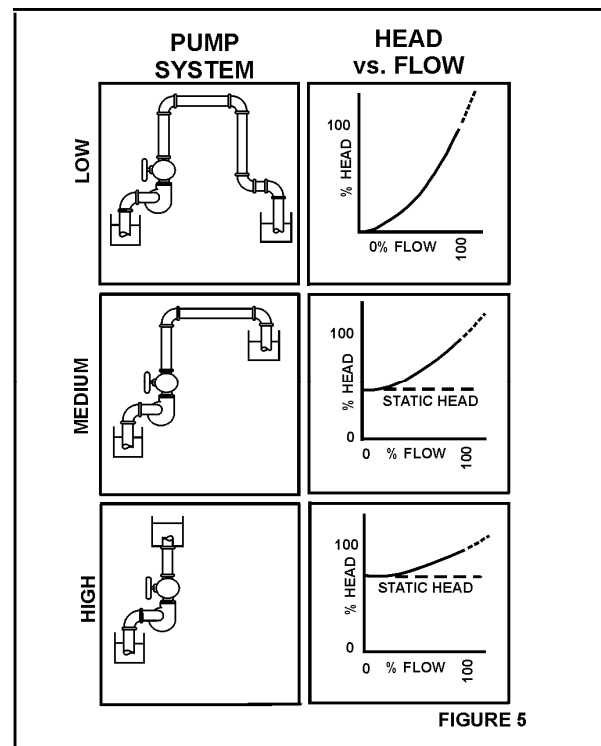 PUMP
SYSTEM
HEAD
vs. FLOW
LOW
100
% HEAD
0% FLOW
100
MEDIUM
100
% HEAD
STATIC HEAD
0
0
% FLOW
100
HIGH
100
% HEAD
STATIC HEAD
0
0
% FLOW
100
FIGURE 5